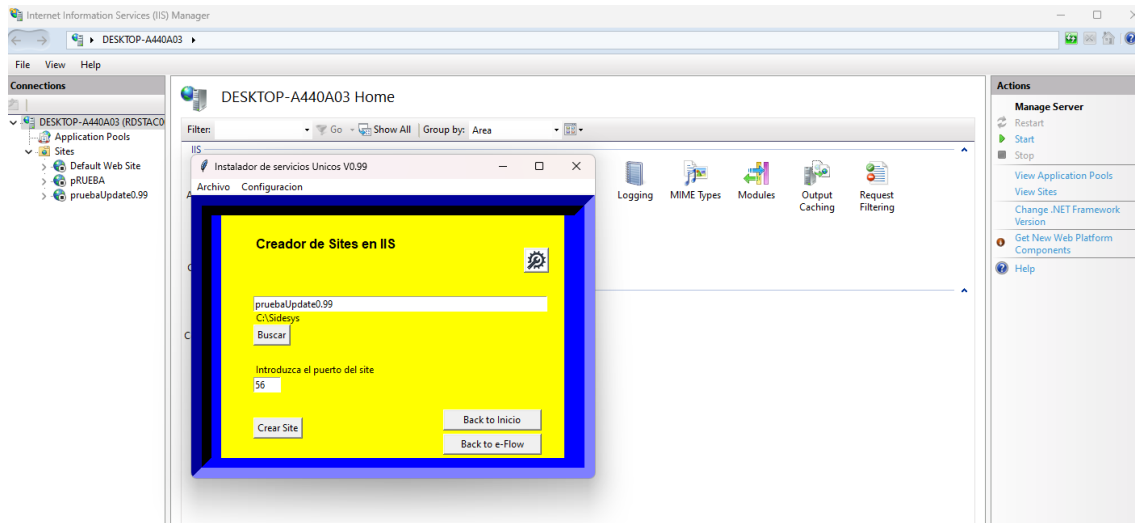 Internet Information Services (IIS) Manager
DESKTOP-A440A03
File View Help
Connections
DESKTOP-A440A03 (RDSTAC0
Application Pools
Sites
Default Web Site
pRUEBA
pruebaUpdate0.99
DESKTOP-A440A03 Home
Filter: Go Show All Group by: Area
IIS
Logging MIME Types Modules Output Caching Request Filtering
Instalador de servicios Unicos V0.99
Archivo Configuracion
Creador de Sites en IIS
pruebaUpdate0.99
C:\Sidesys
Buscar
Introduzca el puerto del site
56
Crear Site
Back to Inicio
Back to e-Flow
Actions
Manage Server
Restart
Start
Stop
View Application Pools
View Sites
Change .NET Framework
Version
Get New Web Platform
Components
Help